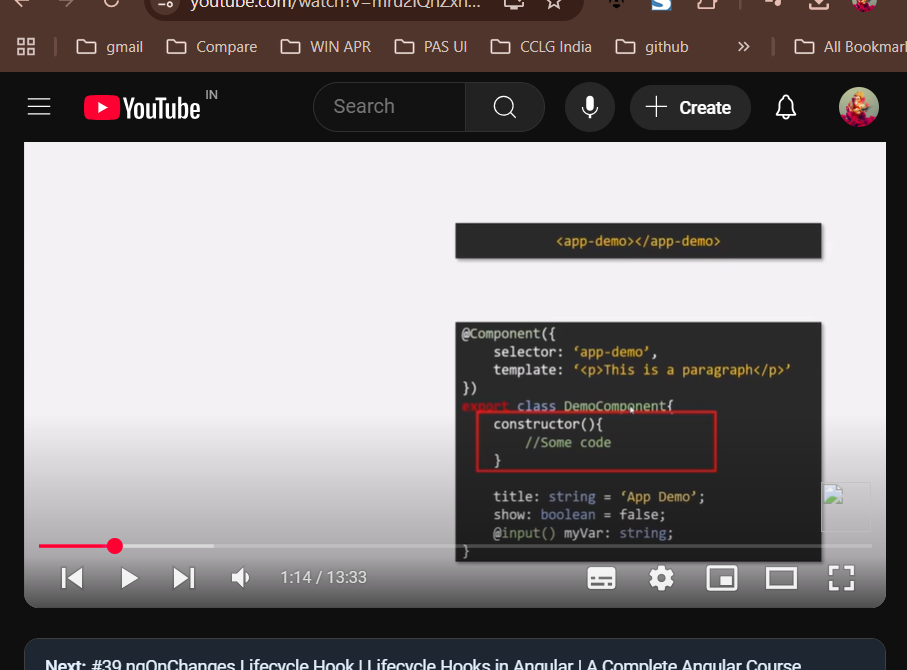 youtube.com/watch?v=mru2IQnZxn...
gmail
Compare
WIN APR
PAS UI
CCLG India
github
All Bookmar
YouTube IN
Search
Create
<app-demo></app-demo>
@Component({
selector: ‘app-demo’,
template: ‘<p>This is a paragraph</p>’
})
export class DemoComponent{
constructor(){
//Some code
}
title: string = ‘App Demo’;
show: boolean = false;
@input() myVar: string;
}
1:14 / 13:33
Next: #39 ngOnChanges Lifecycle Hook | Lifecycle Hooks in Angular | A Complete Angular Course